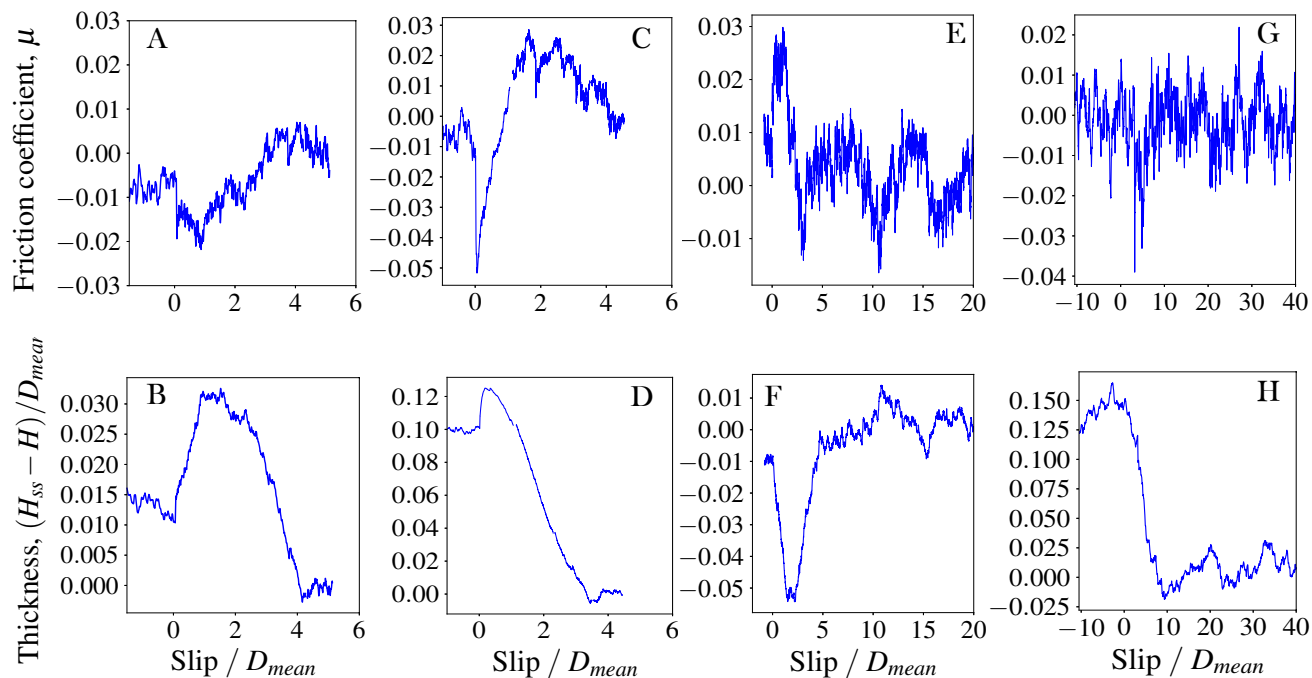 Friction coefficient, μ
A
0.03
0.02
0.01
0.00
−0.01
−0.02
−0.03
0 2 4 6
C
0.03
0.02
0.01
0.00
−0.01
−0.02
−0.03
−0.04
−0.05
0 2 4 6
E
0.03
0.02
0.01
0.00
−0.01
0 5 10 15 20
G
0.02
0.01
0.00
−0.01
−0.02
−0.03
−0.04
−10 0 10 20 30 40
Thickness, (H_ss − H)/D_mear
B
0.030
0.025
0.020
0.015
0.010
0.005
0.000
0 2 4 6
Slip / D_mean
D
0.12
0.10
0.08
0.06
0.04
0.02
0.00
0 2 4 6
Slip / D_mean
F
0.01
0.00
−0.01
−0.02
−0.03
−0.04
−0.05
0 5 10 15 20
Slip / D_mean
H
0.150
0.125
0.100
0.075
0.050
0.025
0.000
−0.025
−10 0 10 20 30 40
Slip / D_mean